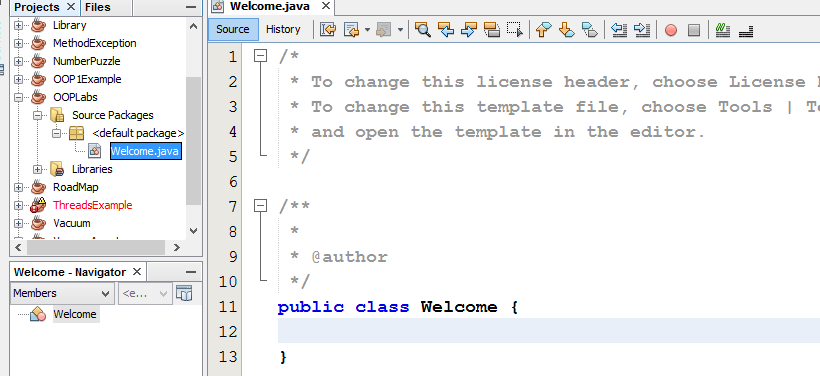 Projects × Files
Library
MethodException
NumberPuzzle
OOP1Example
OOPLabs
Source Packages
<default package>
Welcome.java
Libraries
RoadMap
ThreadsExample
Vacuum
Welcome - Navigator ×
Members <e...
Welcome
Welcome.java ×
Source History
1 /*
2 * To change this license header, choose License
3 * To change this template file, choose Tools |
4 * and open the template in the editor.
5 */
6
7 /**
8 *
9 * @author
10 */
11 public class Welcome {
12
13 }